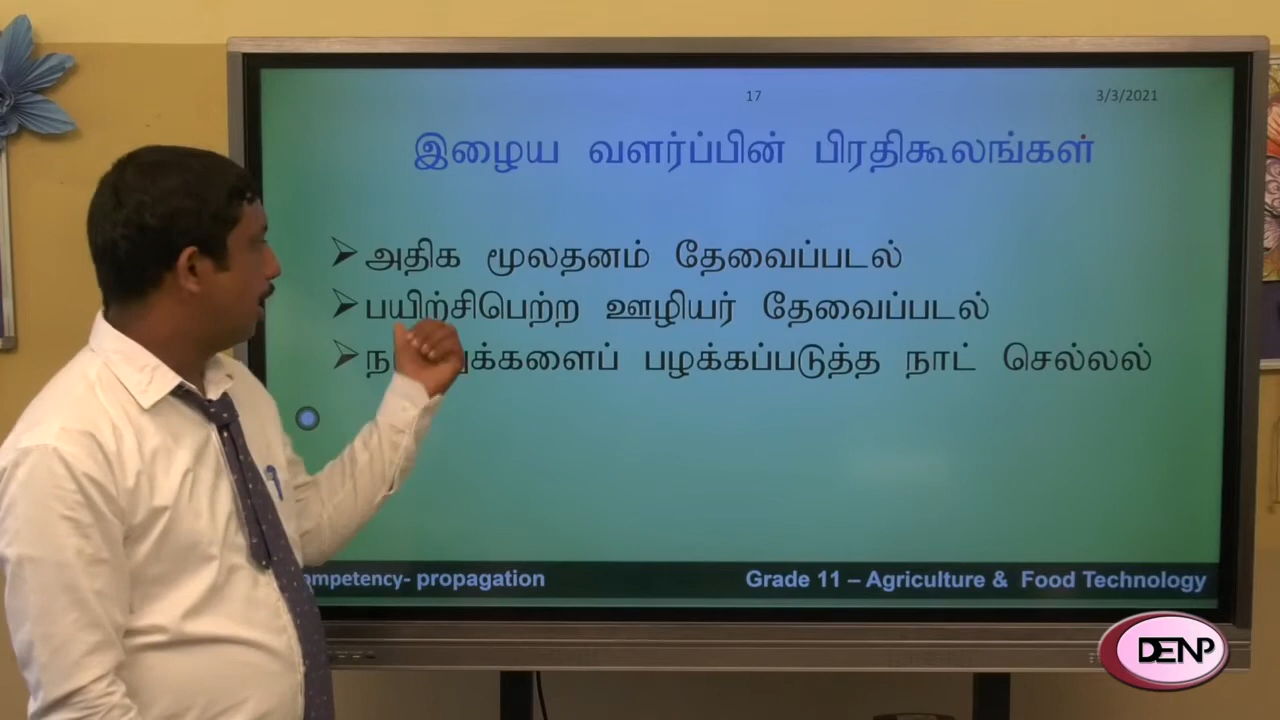 17
3/3/2021
இழைய வளர்ப்பின் பிரதிகூலங்கள்
அதிக மூலதனம் தேவைப்படல்
பயிற்சிபெற்ற ஊழியர் தேவைப்படல்
பழக்கப்படுத்த நாட் செல்லல்
propagation
Grade 11 – Agriculture & Food Technology
DENP